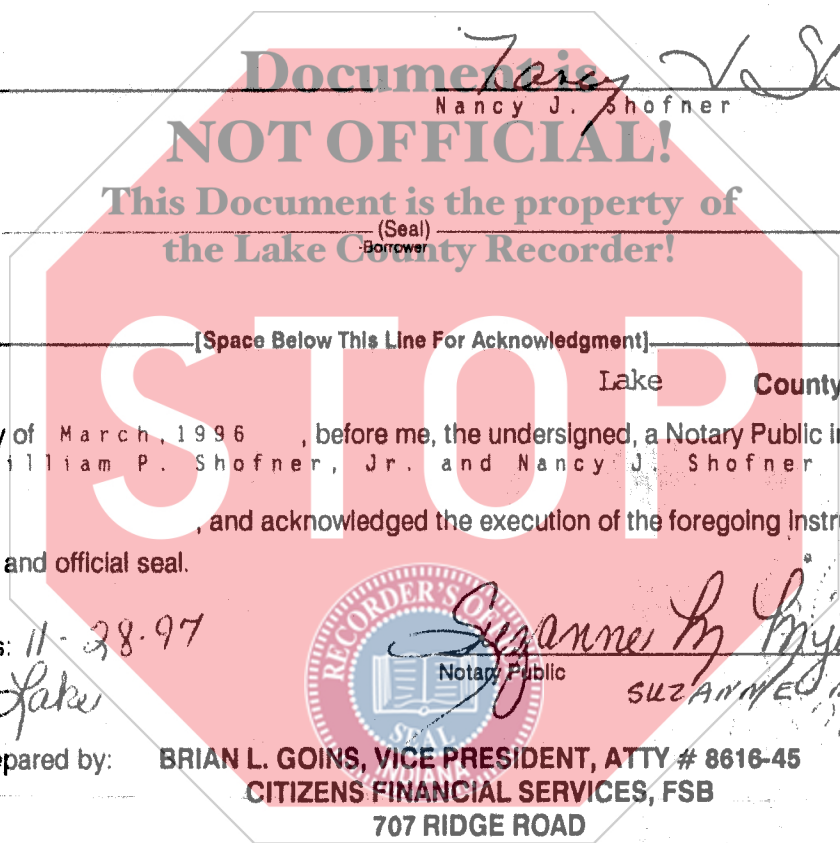 Document is
Nancy
Nancy J. Shofner
NOT OFFICIAL!
This Document is the property of
(Seal)
-Borrower
the Lake County Recorder!
STOP
[Space Below This Line For Acknowledgment]
Lake County
of March, 1996 , before me, the undersigned, a Notary Public
illiam P. Shofner, Jr. and Nancy J. Shofner
, and acknowledged the execution of the foregoing Instr
and official seal.
s: 11-28-97
RECORDER'S OF
Suzanne M
Notary Public
SUZANNE
Lake
SEAL
INDIANA
epared by: BRIAN L. GOINS, VICE PRESIDENT, ATTY # 8616-45
CITIZENS FINANCIAL SERVICES, FSB
707 RIDGE ROAD